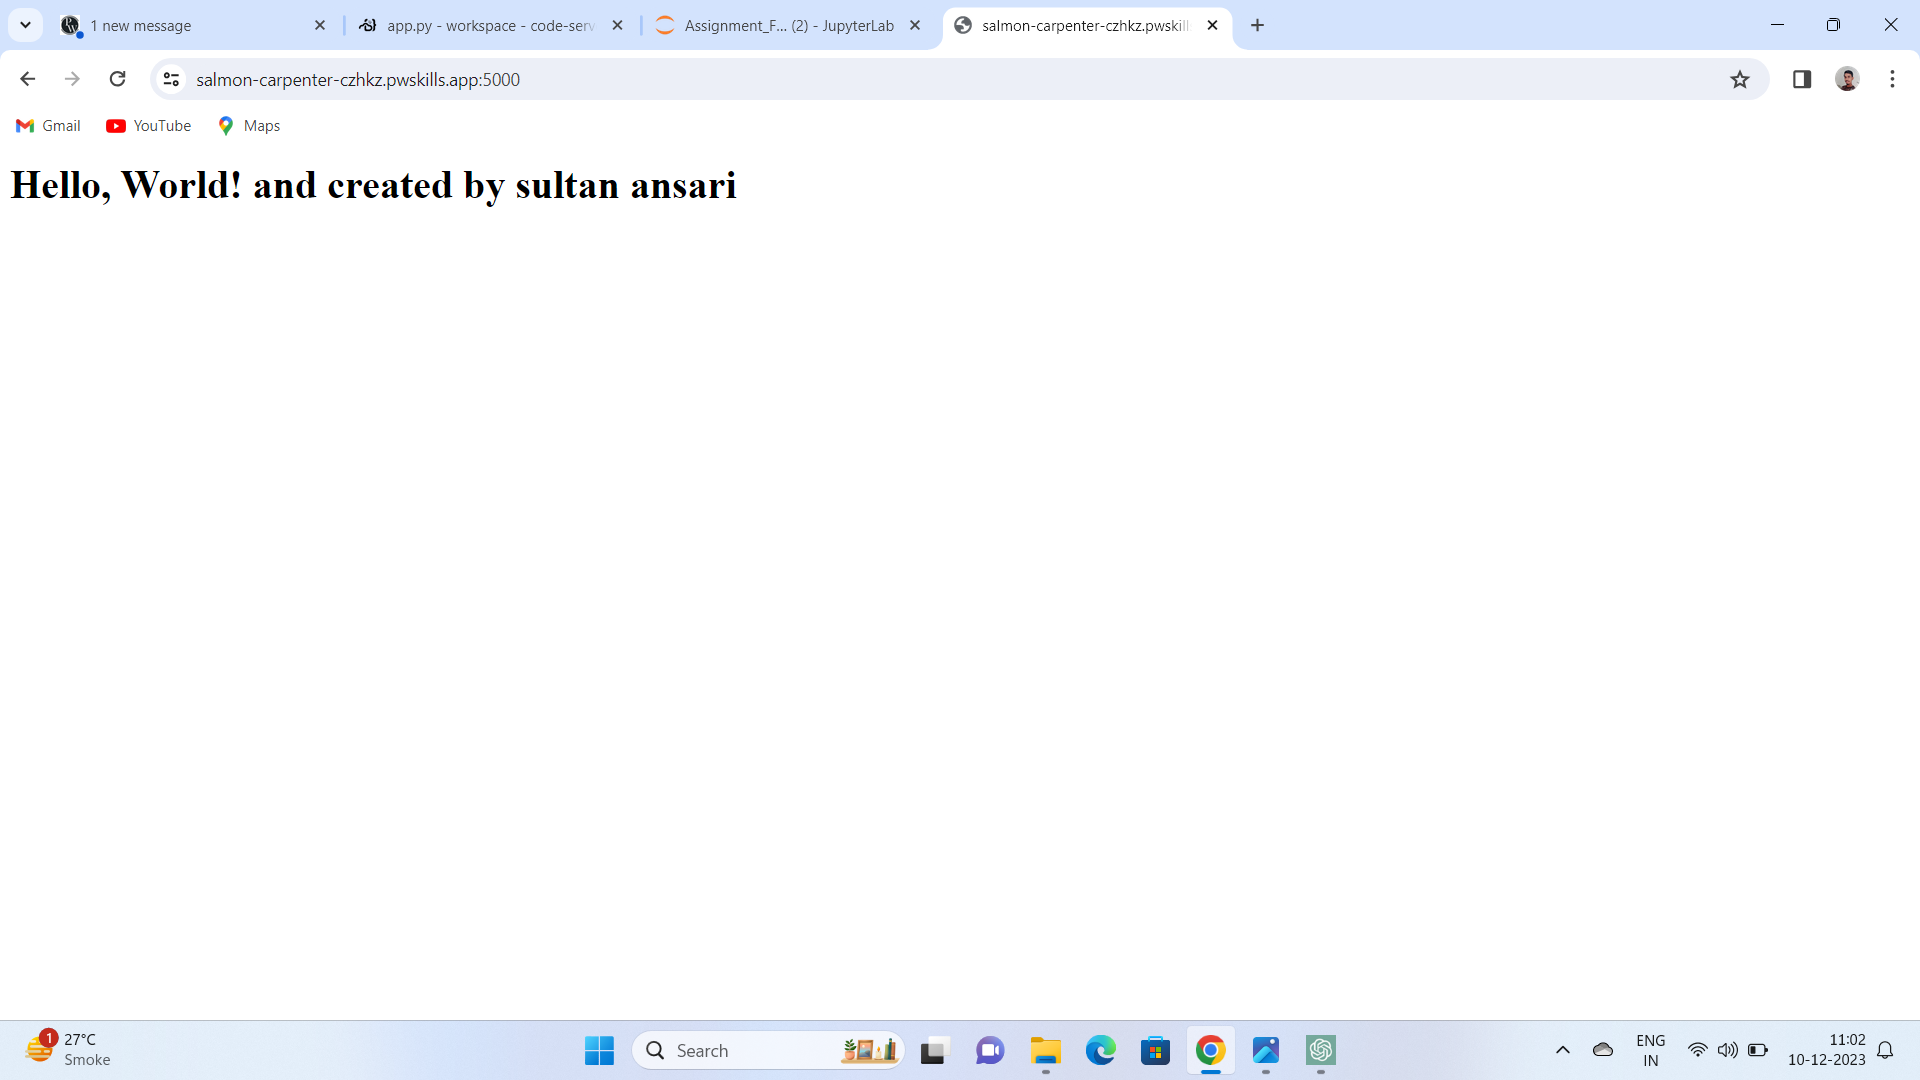 1 new message
app.py - workspace - code-serv
Assignment_F... (2) - JupyterLab
salmon-carpenter-czhkz.pwskill
salmon-carpenter-czhkz.pwskills.app:5000
Gmail
YouTube
Maps
Hello, World! and created by sultan ansari
1
27°C
Smoke
Search
ENG
IN
11:02
10-12-2023